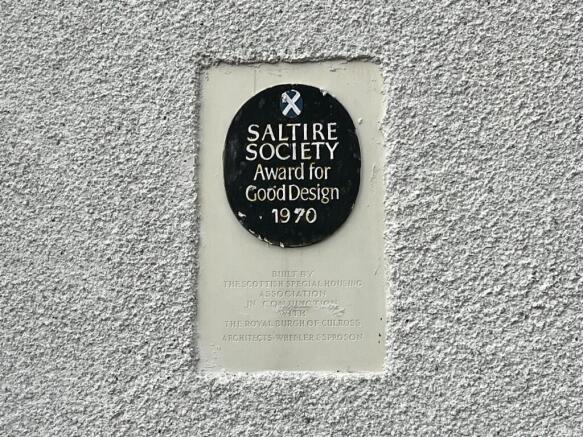 SALTIRE
SOCIETY
Award for
Good Design
1970
BUILT BY
THE SCOTTISH SPECIAL HOUSING
ASSOCIATION
IN CONJUNCTION
WITH
THE ROYAL BURGH OF CULROSS
ARCHITECTS · WHEELER & SPROSON